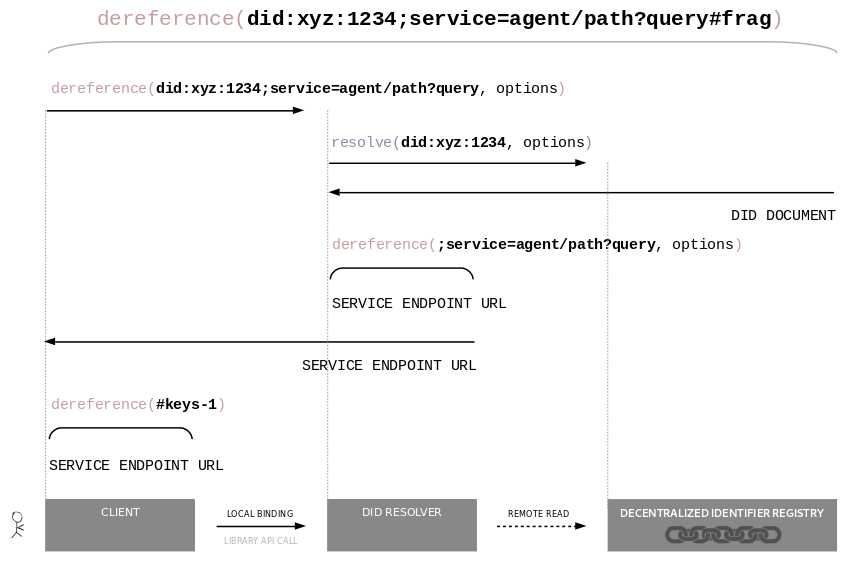 dereference(did:xyz:1234;service=agent/path?query#frag)
dereference(did:xyz:1234;service=agent/path?query, options)
resolve(did:xyz:1234, options)
DID DOCUMENT
dereference(;service=agent/path?query, options)
SERVICE ENDPOINT URL
SERVICE ENDPOINT URL
dereference(#keys-1)
SERVICE ENDPOINT URL
CLIENT
LOCAL BINDING
LIBRARY API CALL
DID RESOLVER
REMOTE READ
DECENTRALIZED IDENTIFIER REGISTRY